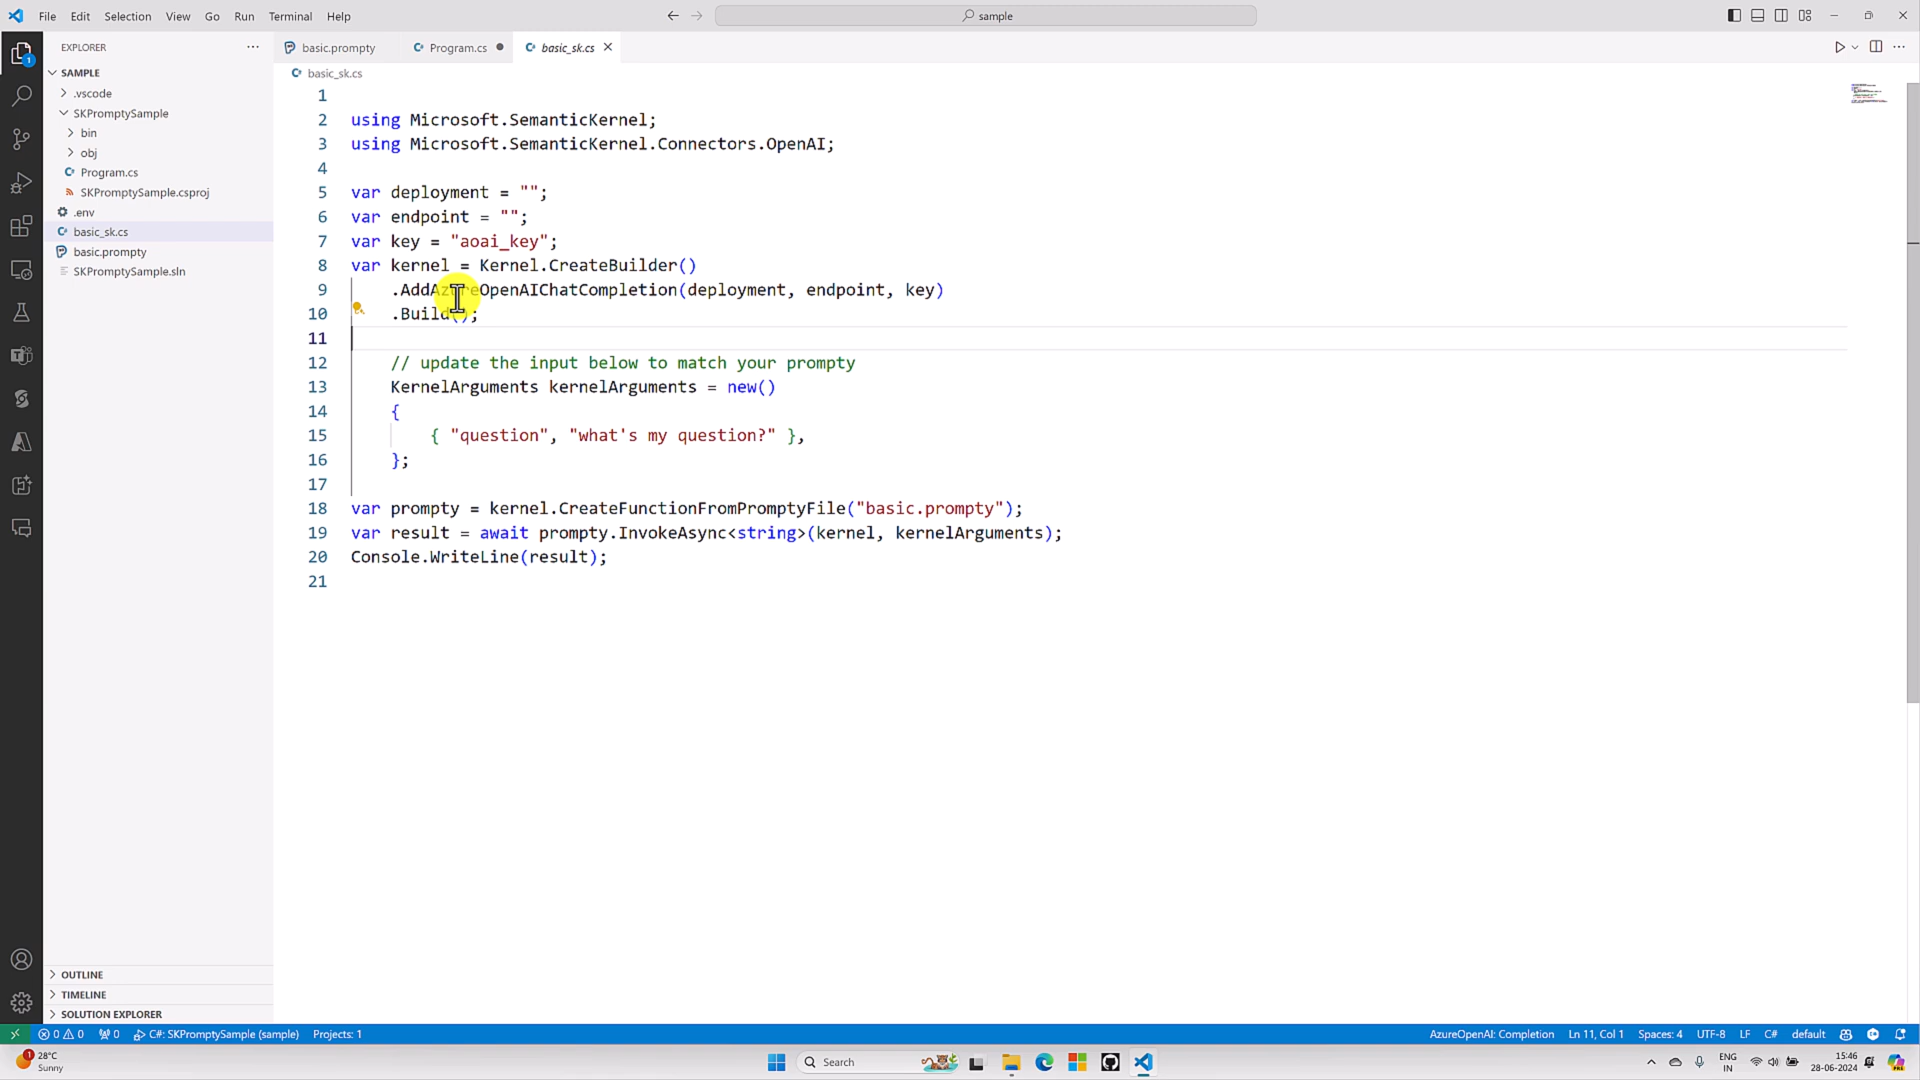 File Edit Selection View Go Run Terminal Help
sample
EXPLORER
basic.prompty
Program.cs
basic_sk.cs
SAMPLE
.vscode
SKPromptySample
bin
obj
Program.cs
SKPromptySample.csproj
.env
basic_sk.cs
basic.prompty
SKPromptySample.sln
OUTLINE
TIMELINE
SOLUTION EXPLORER
basic_sk.cs
1
2 using Microsoft.SemanticKernel;
3 using Microsoft.SemanticKernel.Connectors.OpenAI;
4
5 var deployment = "";
6 var endpoint = "";
7 var key = "aoai_key";
8 var kernel = Kernel.CreateBuilder()
9 .AddAzureOpenAIChatCompletion(deployment, endpoint, key)
10 .Build();
11
12 // update the input below to match your prompty
13 KernelArguments kernelArguments = new()
14 {
15 { "question", "what's my question?" },
16 };
17
18 var prompty = kernel.CreateFunctionFromPromptyFile("basic.prompty");
19 var result = await prompty.InvokeAsync<string>(kernel, kernelArguments);
20 Console.WriteLine(result);
21
0 0 0 C#: SKPromptySample (sample) Projects: 1
AzureOpenAI: Completion Ln 11, Col 1 Spaces: 4 UTF-8 LF C# default
1
28°C
Sunny
Search
ENG
IN
15:46
28-06-2024